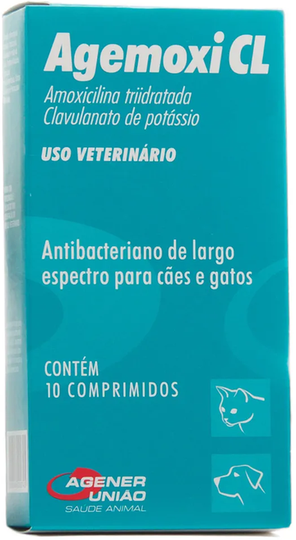 Agemoxi CL
Amoxicilina triidratada
Clavulanato de potássio
USO VETERINÁRIO
Antibacteriano de largo
espectro para cães e gatos
CONTÉM
10 COMPRIMIDOS
AGENER
UNIÃO
SAÚDE ANIMAL